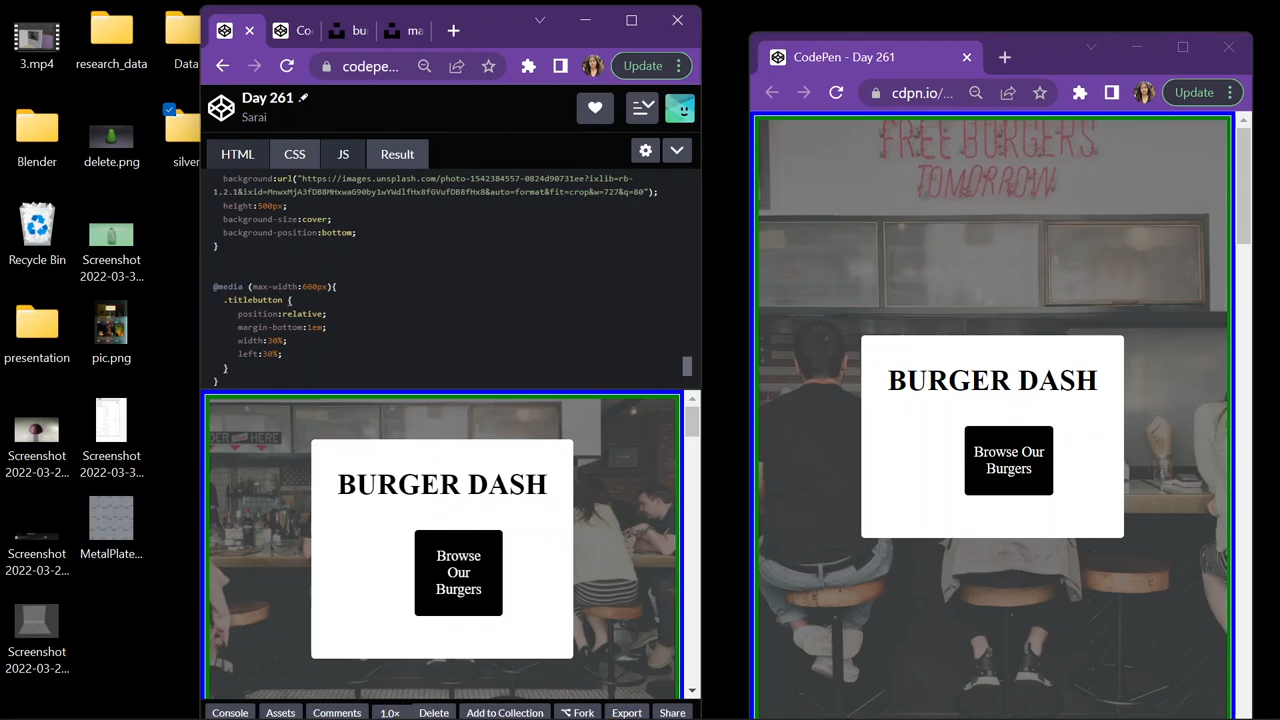 3.mp4
research_data
Data
Blender
delete.png
silver
Recycle Bin
Screenshot
2022-03-3...
presentation
pic.png
Screenshot
2022-03-2...
Screenshot
2022-03-3...
Screenshot
2022-03-2...
MetalPlate...
Screenshot
2022-03-2...
Co
bu
ma
codepe...
Update
Day 261
Sarai
HTML
CSS
JS
Result
background:url("https://images.unsplash.com/photo-1542384557-0824d90731ee?ixlib=rb-
1.2.1&ixid=MnwxMjA3fDB8MHxwaG90by1wYWdlfHx8fGVufDB8fHx8&auto=format&fit=crop&w=727&q=80");
height:500px;
background-size:cover;
background-position:bottom;
}
@media (max-width:600px){
.titlebutton {
position:relative;
margin-bottom:1em;
width:30%;
left:30%;
}
}
HERE
BURGER DASH
Browse
Our
Burgers
Console
Assets
Comments
1.0×
Delete
Add to Collection
Fork
Export
Share
CodePen - Day 261
cdpn.io/...
Update
FREE BURGERS
TOMORROW
BURGER DASH
Browse Our
Burgers